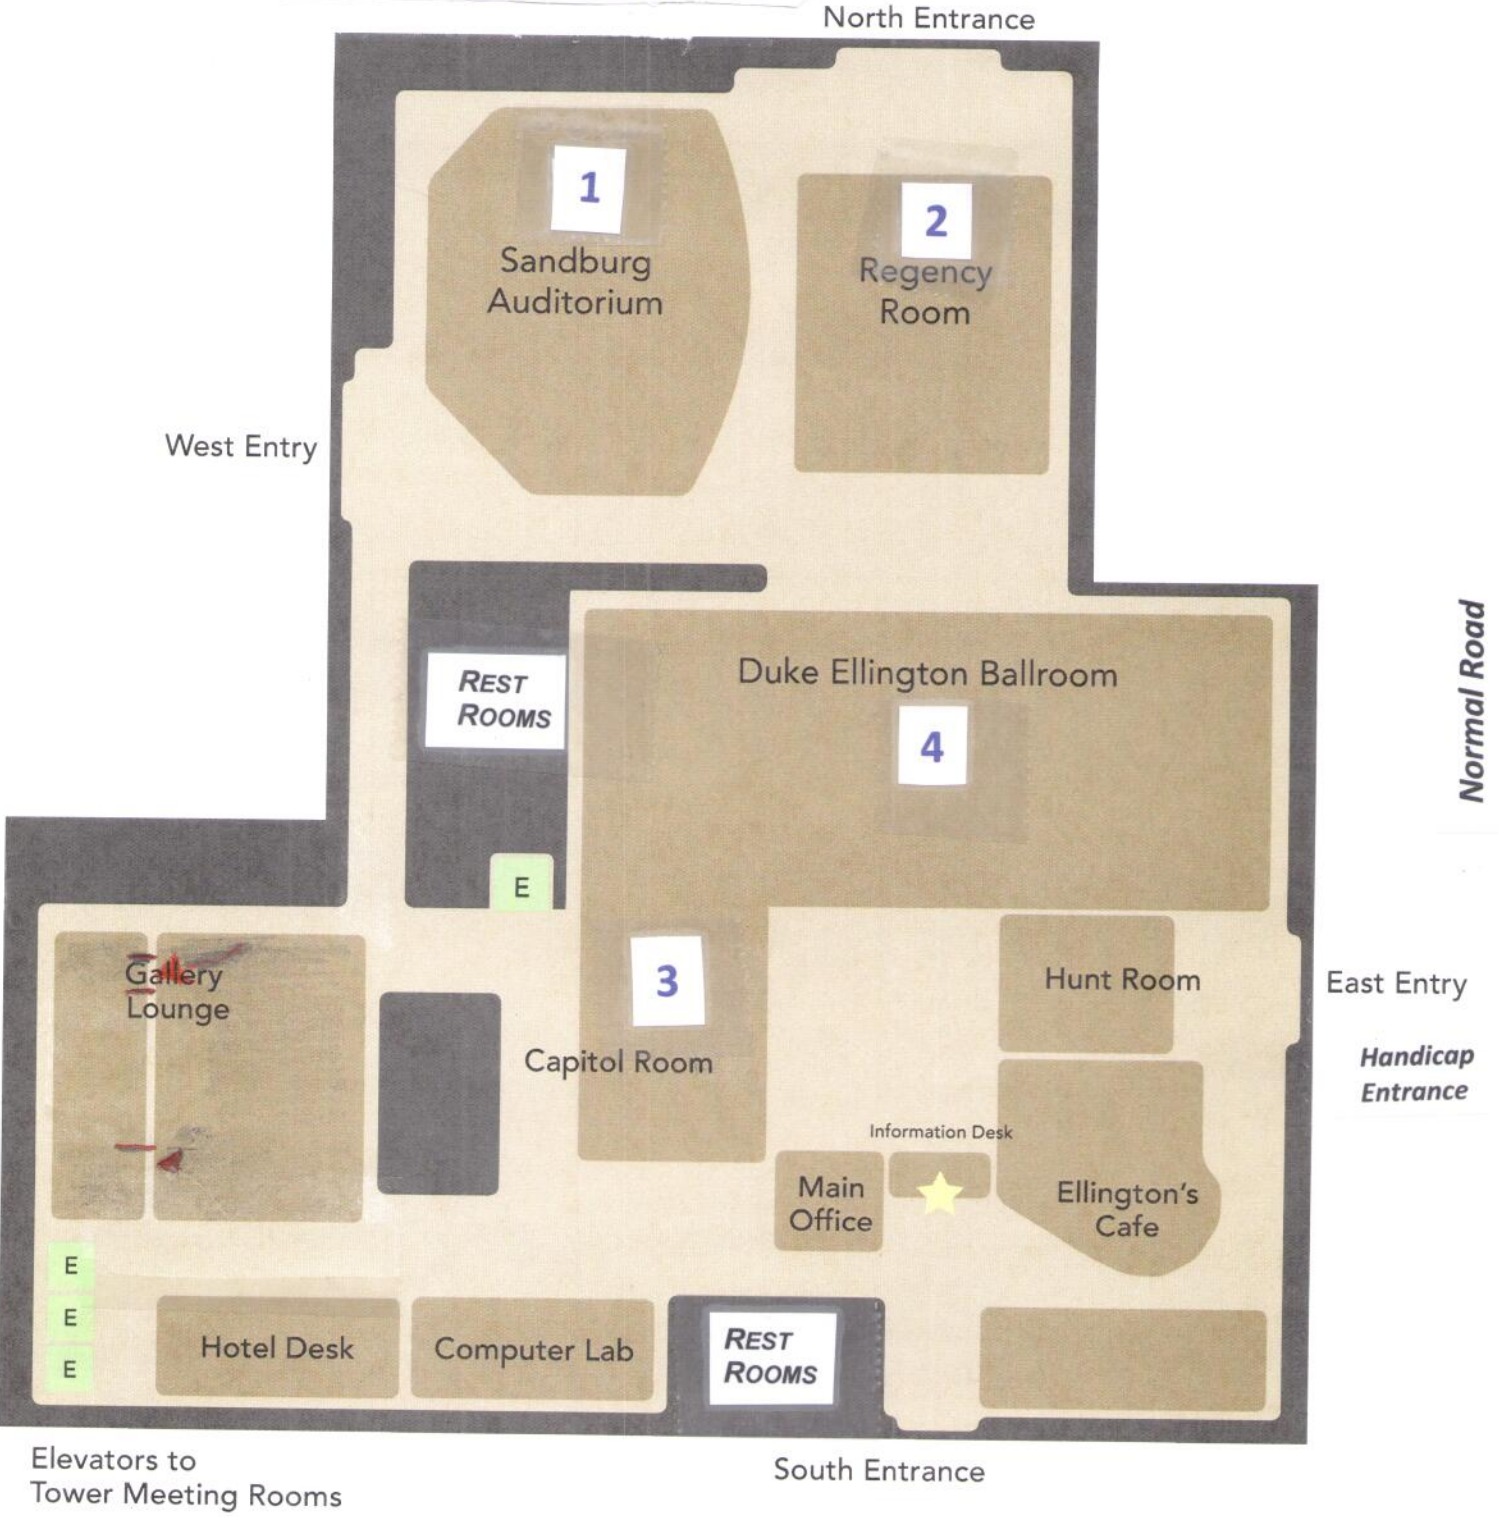 North Entrance
1
Sandburg
Auditorium
2
Regency
Room
West Entry
REST
ROOMS
Duke Ellington Ballroom
4
Normal Road
E
Gallery
Lounge
3
Capitol Room
Hunt Room
East Entry
Handicap
Entrance
Information Desk
Main
Office
Ellington's
Cafe
E
E
E
Hotel Desk
Computer Lab
REST
ROOMS
Elevators to
Tower Meeting Rooms
South Entrance